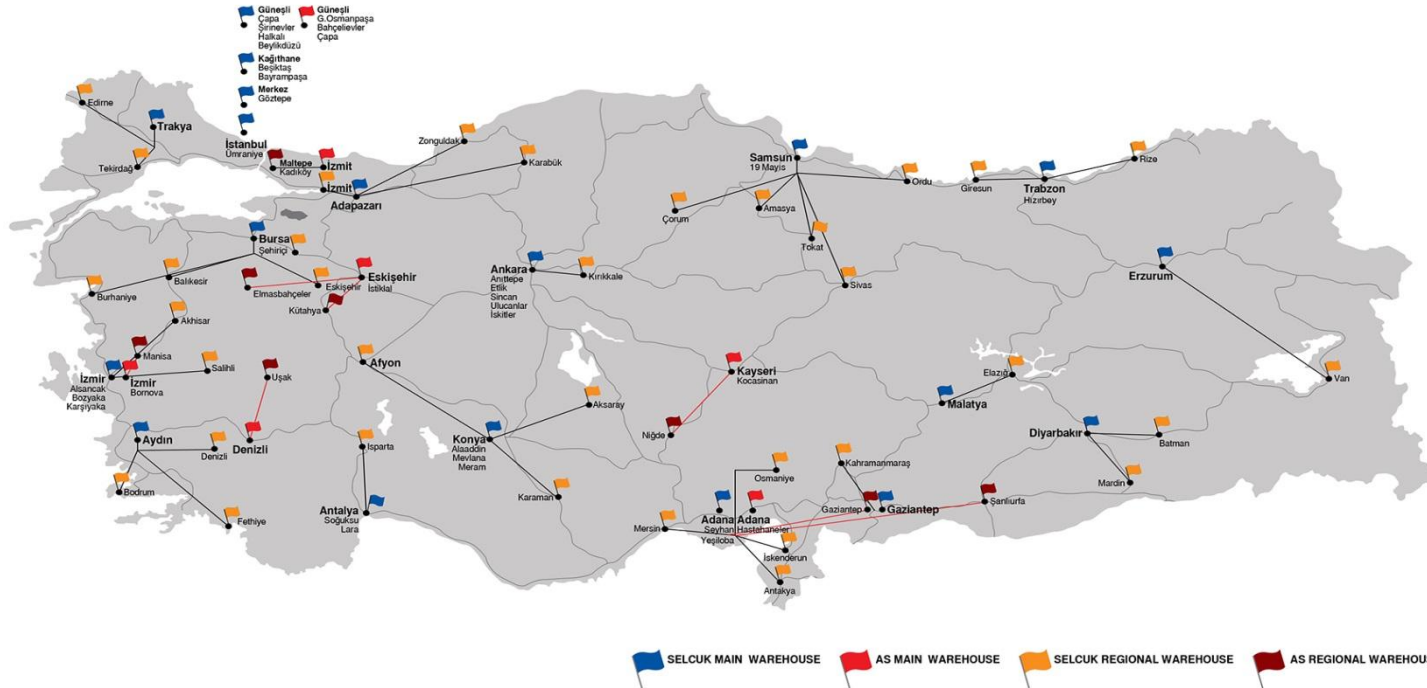 Güneşli
Çapa
Şirinevler
Halkalı
Beylikdüzü
Güneşli
G.Osmanpaşa
Bahçelievler
Çapa
Kağıthane
Beşiktaş
Bayrampaşa
Merkez
Göztepe
İstanbul
Ümraniye
Edirne
Trakya
Tekirdağ
Maltepe
Kadıköy
İzmit
İzmit
Adapazarı
Zonguldak
Karabük
Samsun
19 Mayis
Çorum
Amasya
Tokat
Sivas
Ordu
Giresun
Trabzon
Hizırbey
Rize
Bursa
Şehiriçi
Balıkesir
Burhaniye
Elmasbahçeler
Eskişehir
Eskişehir
İstiklal
Kütahya
Ankara
Anıttepe
Etlik
Sincan
Ulucanlar
İskitler
Kırıkkale
Erzurum
Van
Akhisar
Manisa
İzmir
Alsancak
Bozyaka
Karşıyaka
İzmir
Bornova
Salihli
Uşak
Afyon
Kayseri
Kocasinan
Niğde
Elazığ
Malatya
Aksaray
Konya
Alaaddin
Mevlana
Meram
Karaman
Aydın
Denizli
Denizli
Bodrum
Fethiye
Isparta
Antalya
Soğuksu
Lara
Diyarbakır
Batman
Mardin
Kahramanmaraş
Osmaniye
Gaziantep
Gaziantep
Şanlıurfa
Mersin
Adana
Seyhan
Yeşiloba
Adana
Hastehaneler
İskenderun
Antakya
SELCUK MAIN WAREHOUSE
AS MAIN WAREHOUSE
SELCUK REGIONAL WAREHOUSE
AS REGIONAL WAREHOU